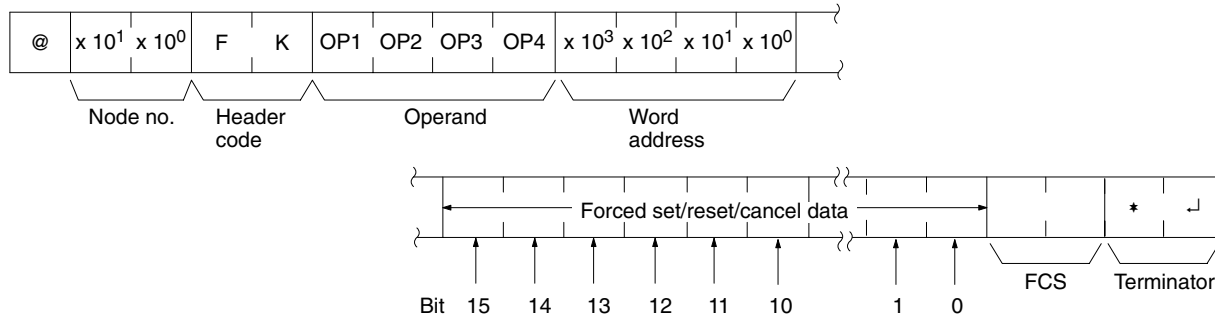 @ x 10¹ x 10⁰ F K OP1 OP2 OP3 OP4 x 10³ x 10² x 10¹ x 10⁰
Node no. Header code Operand Word address
Forced set/reset/cancel data * ↵
FCS Terminator
Bit 15 14 13 12 11 10 1 0